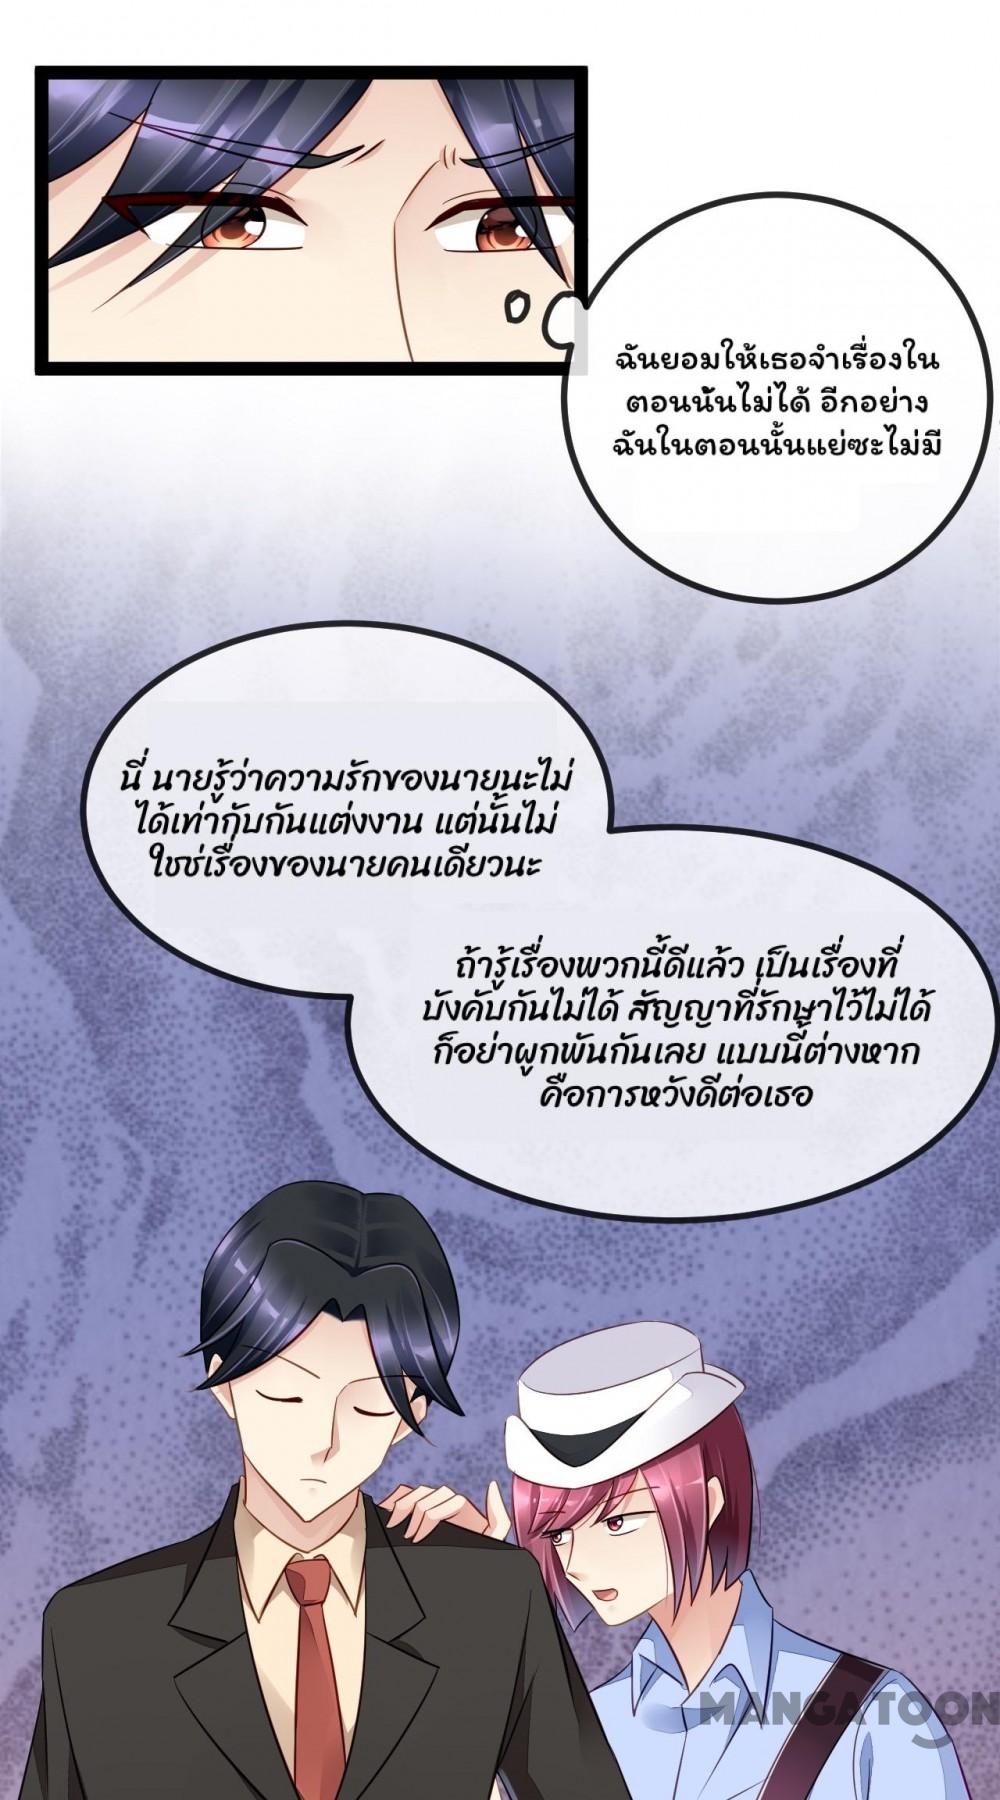 ฉันยอมให้เธอจำเรื่องใน
ตอนนั้นไม่ได้ อีกอย่าง
ฉันในตอนนั้นแย่ซะไม่มี
นี่ นายรู้ว่าความรักของนายนะไม่
ได้เท่ากับกันแต่งงาน แต่นั้นไม่
ใชช่เรื่องของนายคนเดียวนะ
ถ้ารู้เรื่องพวกนี้ดีแล้ว เป็นเรื่องที่
บังคับกันไม่ได้ สัญญาที่รักษาไว้ไม่ได้
ก็อย่าผูกพันกันเลย แบบนี้ต่างหาก
คือการหวังดีต่อเธอ
MANGATOON